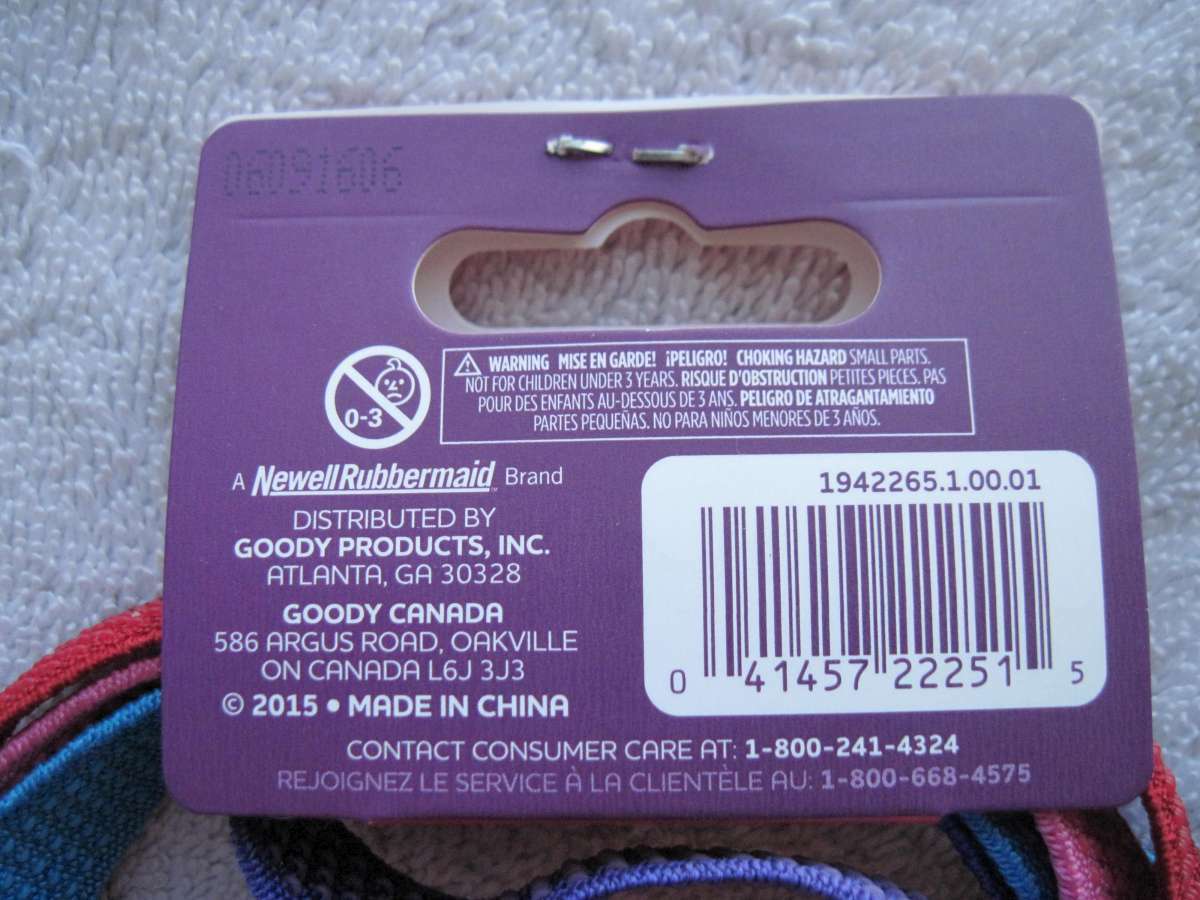 06091606
WARNING MISE EN GARDE! ¡PELIGRO! CHOKING HAZARD SMALL PARTS.
NOT FOR CHILDREN UNDER 3 YEARS. RISQUE D'OBSTRUCTION PETITES PIECES. PAS
POUR DES ENFANTS AU-DESSOUS DE 3 ANS. PELIGRO DE ATRAGANTAMIENTO
PARTES PEQUEÑAS. NO PARA NIÑOS MENORES DE 3 AÑOS.
0-3
A Newell Rubbermaid™ Brand
DISTRIBUTED BY
GOODY PRODUCTS, INC.
ATLANTA, GA 30328
GOODY CANADA
586 ARGUS ROAD, OAKVILLE
ON CANADA L6J 3J3
© 2015 • MADE IN CHINA
1942265.1.00.01
0 41457 22251 5
CONTACT CONSUMER CARE AT: 1-800-241-4324
REJOIGNEZ LE SERVICE À LA CLIENTÈLE AU: 1-800-668-4575